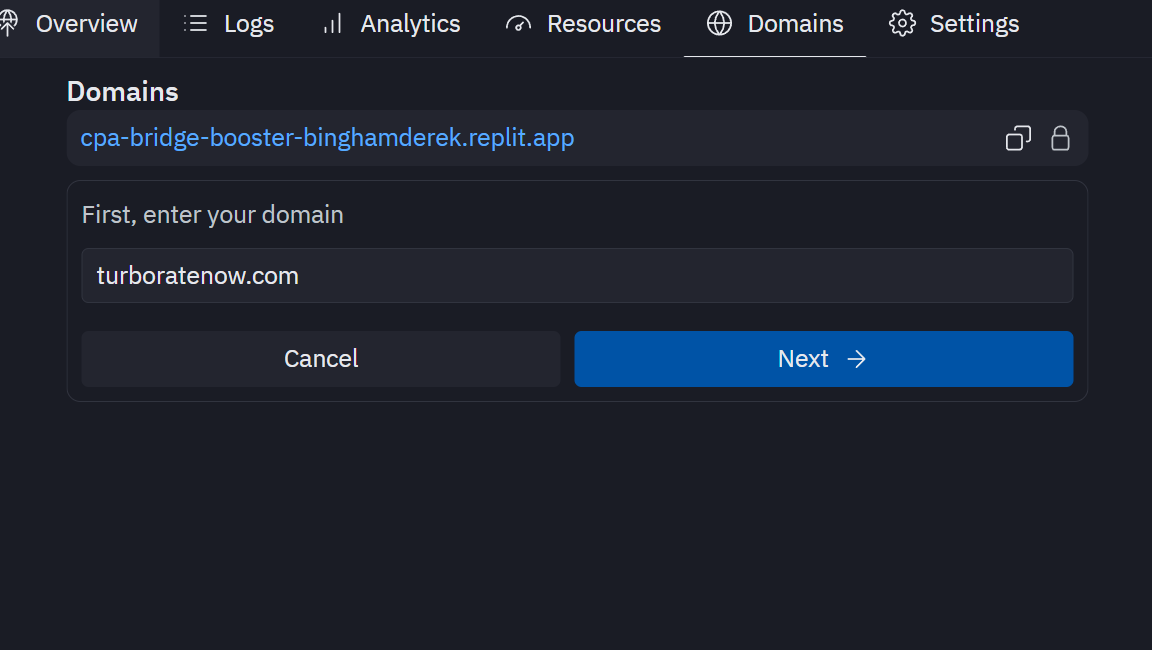 Overview Logs Analytics Resources Domains Settings
Domains
cpa-bridge-booster-binghamderek.replit.app
First, enter your domain
turboratenow.com
Cancel Next →